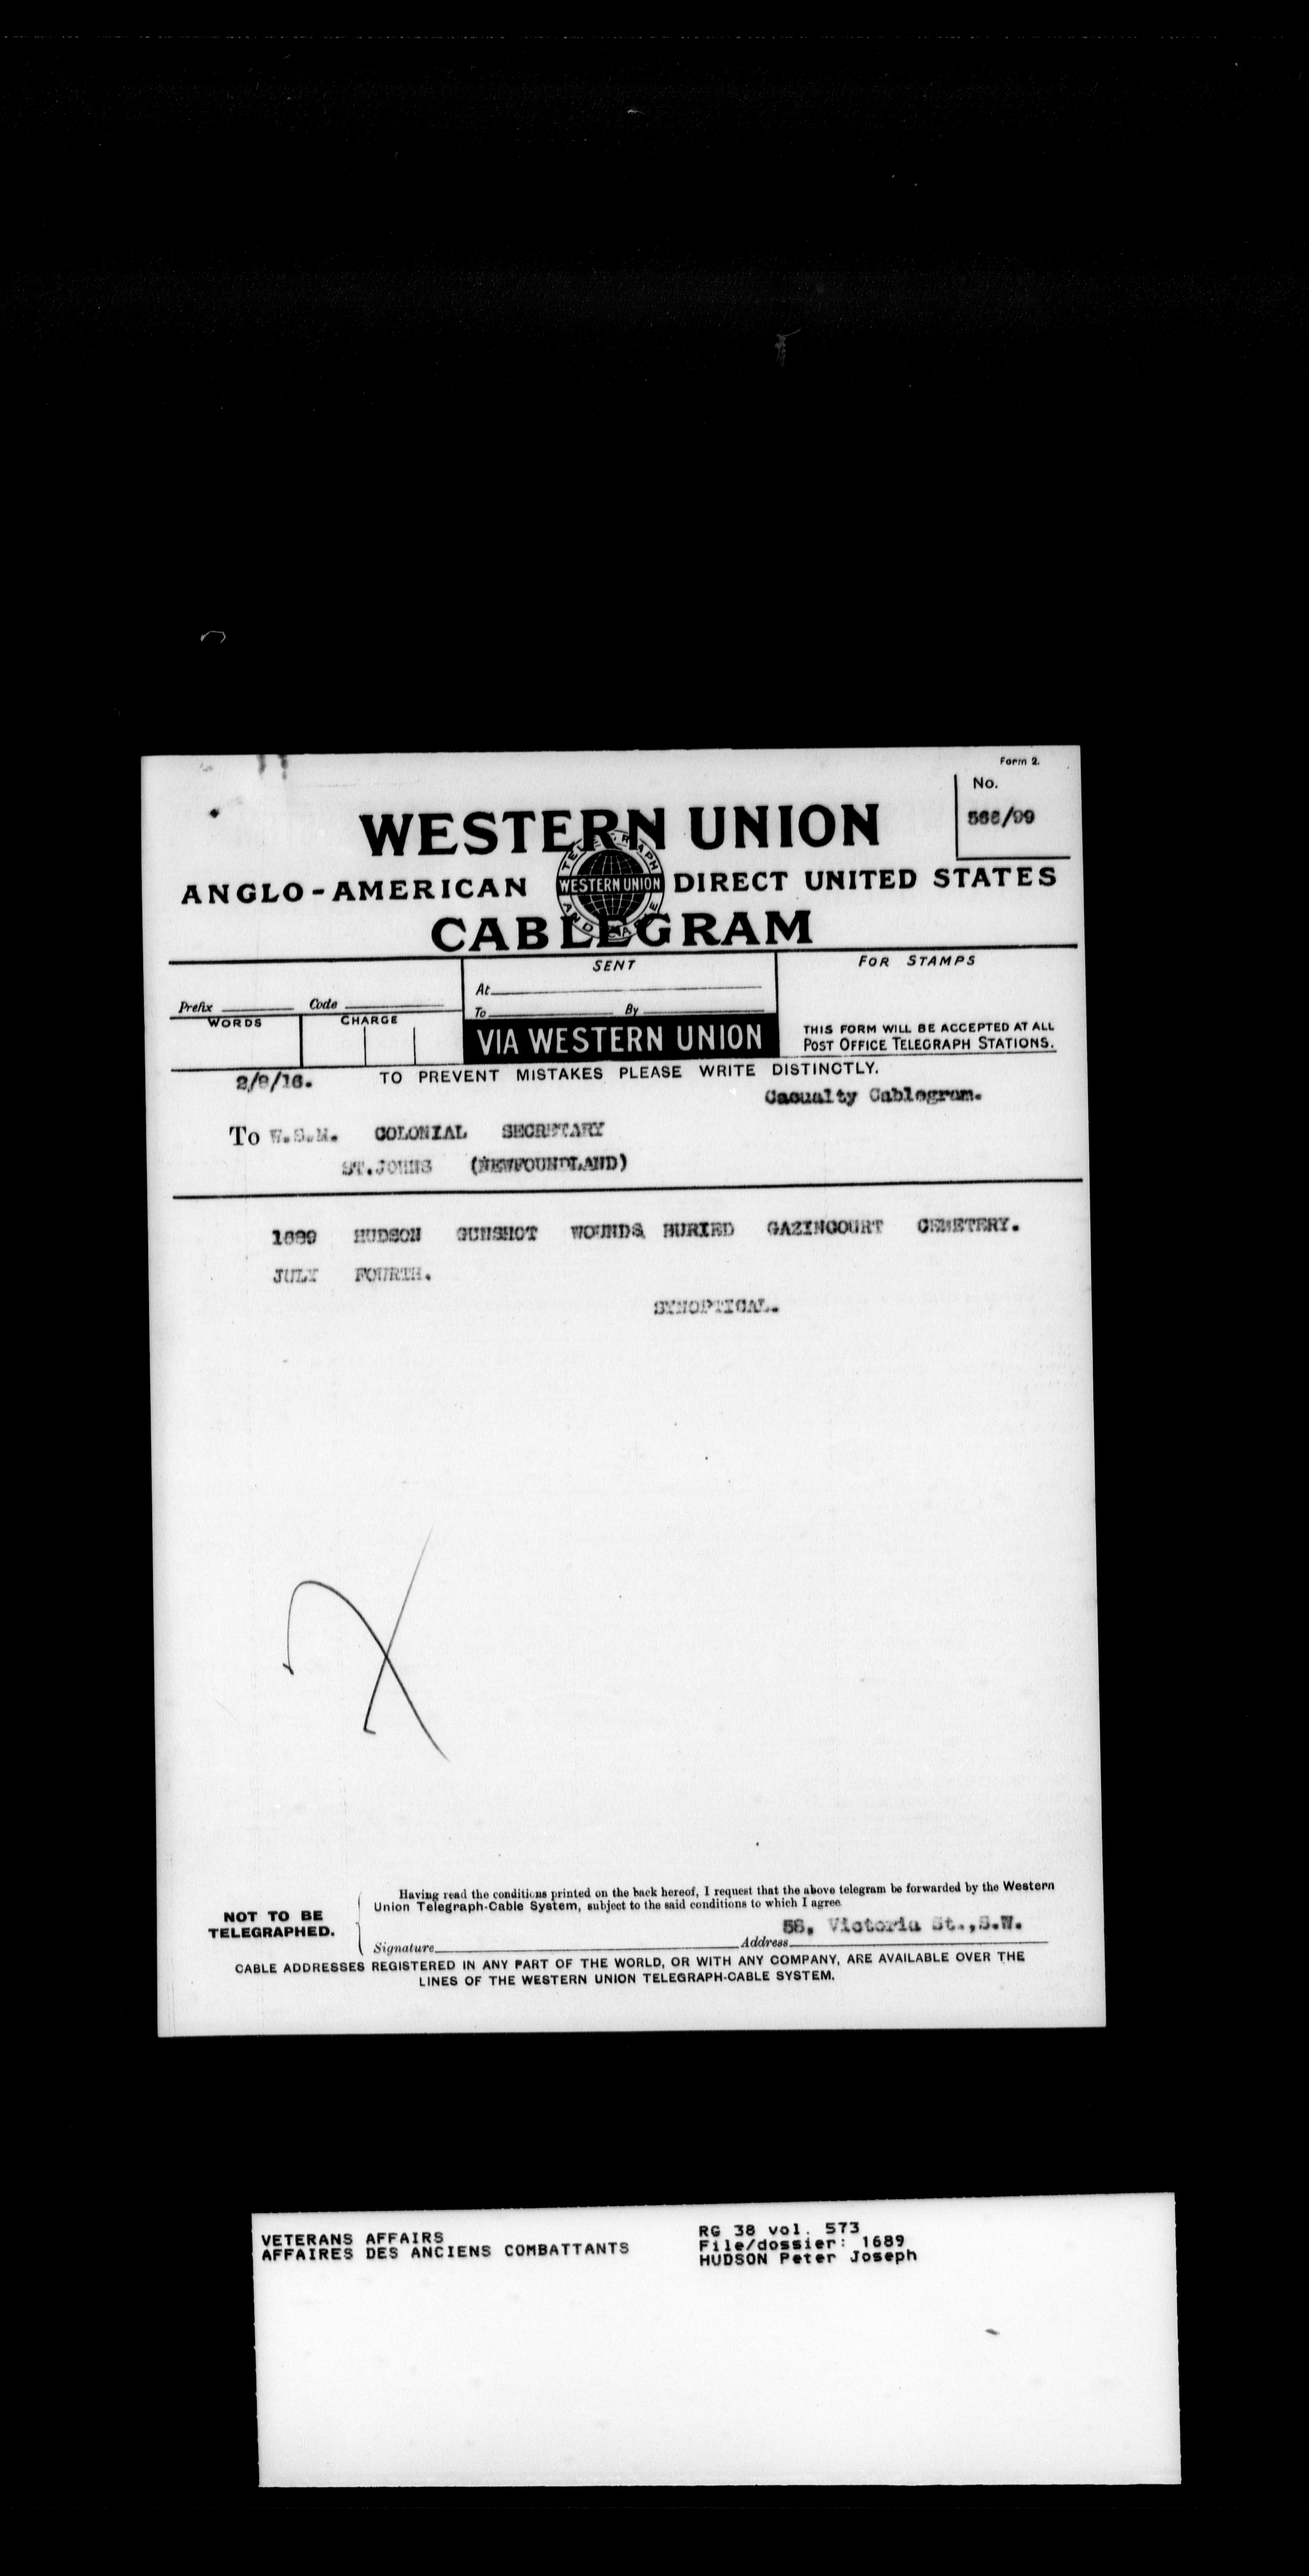 Form 2.
No.
566/99
WESTERN UNION
TELEGRAPH AND CABLE
WESTERN UNION
ANGLO-AMERICAN DIRECT UNITED STATES
CABLEGRAM
Prefix Code
WORDS CHARGE
SENT
At
To By
VIA WESTERN UNION
FOR STAMPS
THIS FORM WILL BE ACCEPTED AT ALL
POST OFFICE TELEGRAPH STATIONS.
TO PREVENT MISTAKES PLEASE WRITE DISTINCTLY.
Casualty Cablegram.
To COLONIAL SECRETARY
ST.JOHNS (NEWFOUNDLAND)
HUDSON GUNSHOT WOUNDS BURIED GAZINCOURT CEMETERY.
JULY FOURTH.
SYNOPTICAL.
NOT TO BE
TELEGRAPHED.
Having read the conditions printed on the back hereof, I request that the above telegram be forwarded by the Western
Union Telegraph-Cable System, subject to the said conditions to which I agree
58, Victoria St.,S.W.
Signature Address
CABLE ADDRESSES REGISTERED IN ANY PART OF THE WORLD, OR WITH ANY COMPANY, ARE AVAILABLE OVER THE
LINES OF THE WESTERN UNION TELEGRAPH-CABLE SYSTEM.
VETERANS AFFAIRS
AFFAIRES DES ANCIENS COMBATTANTS
RG 38 vol. 573
File/dossier: 1689
HUDSON Peter Joseph